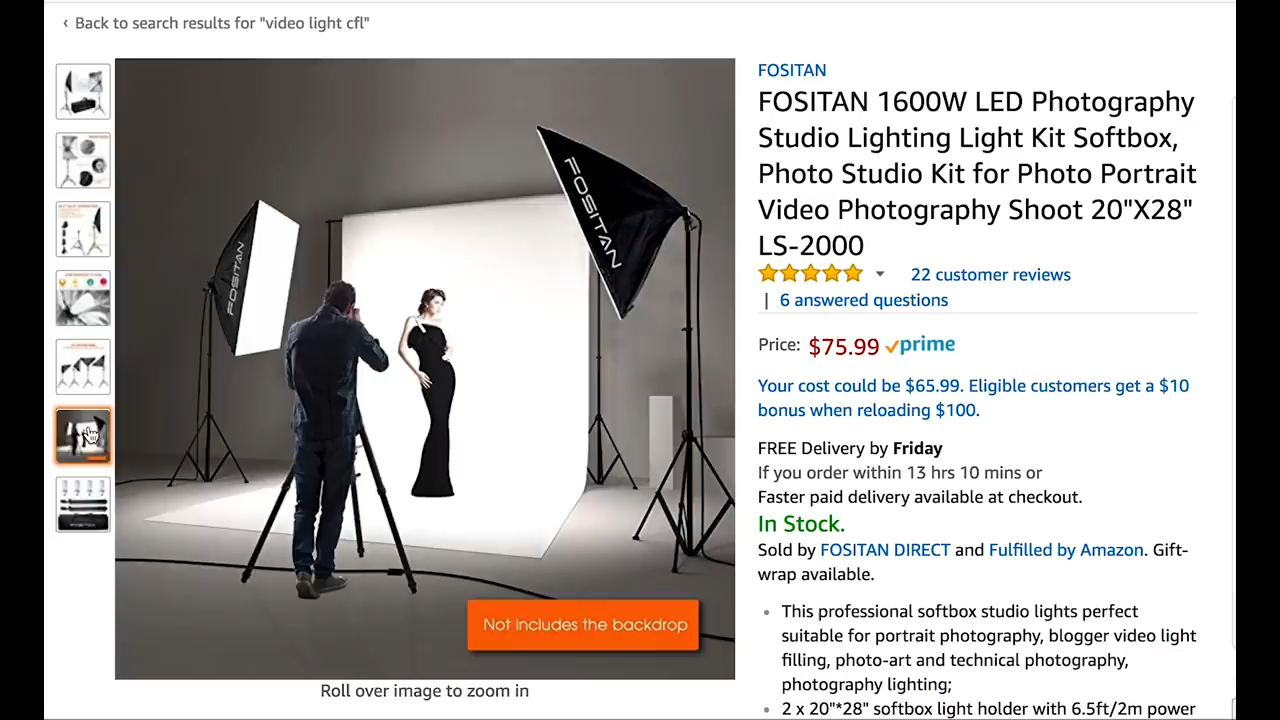 ‹ Back to search results for "video light cfl"
FOSITAN
FOSITAN 1600W LED Photography
Studio Lighting Light Kit Softbox,
Photo Studio Kit for Photo Portrait
Video Photography Shoot 20"X28"
LS-2000
22 customer reviews
| 6 answered questions
Price: $75.99 prime
Your cost could be $65.99. Eligible customers get a $10
bonus when reloading $100.
FREE Delivery by Friday
If you order within 13 hrs 10 mins or
Faster paid delivery available at checkout.
In Stock.
Sold by FOSITAN DIRECT and Fulfilled by Amazon. Gift-
wrap available.
• This professional softbox studio lights perfect
suitable for portrait photography, blogger video light
filling, photo-art and technical photography,
photography lighting;
• 2 x 20"*28" softbox light holder with 6.5ft/2m power
FOSITAN
FOSITAN
Not includes the backdrop
Roll over image to zoom in